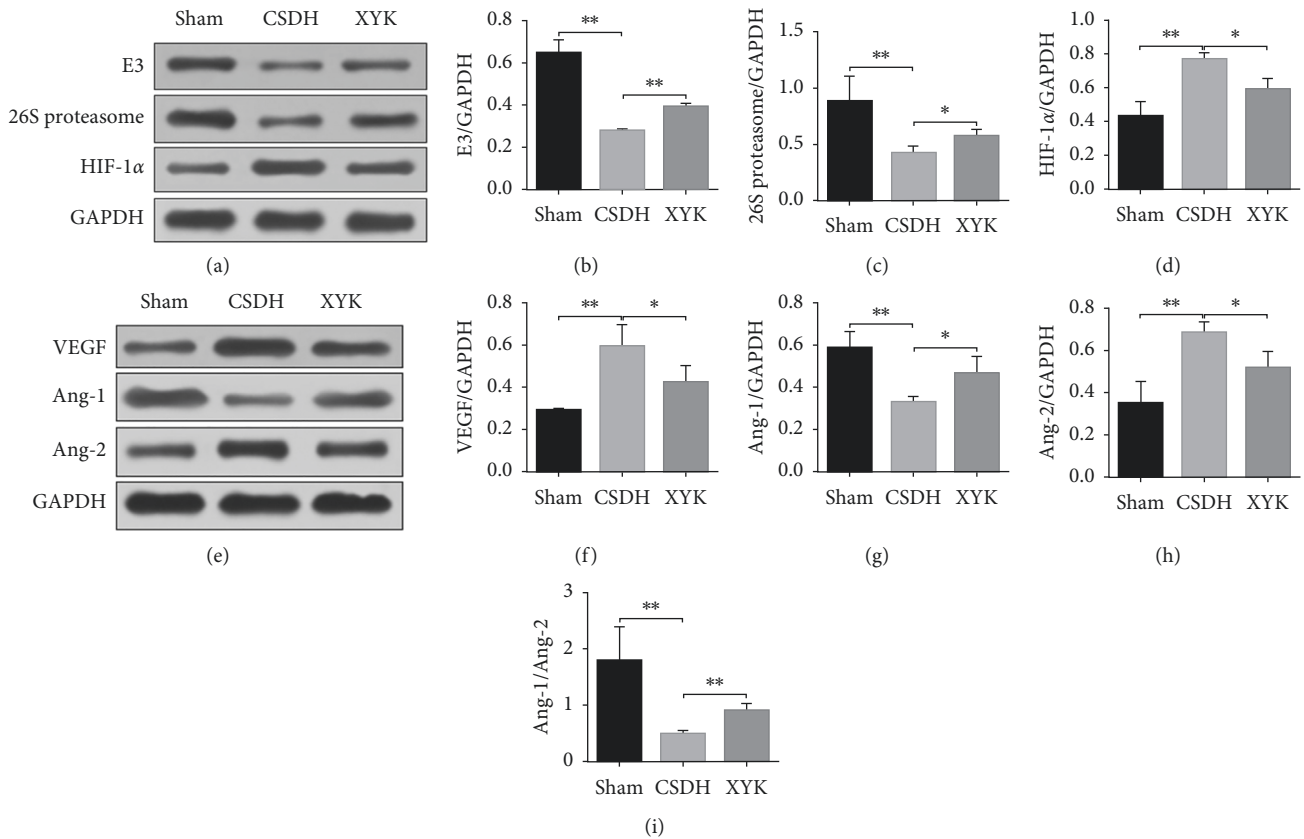 Sham CSDH XYK
E3
26S proteasome
HIF-1α
GAPDH
(a)
E3/GAPDH
0.8
0.6
0.4
0.2
0.0
** **
Sham CSDH XYK
(b)
26S proteasome/GAPDH
1.5
1.0
0.5
0.0
** *
Sham CSDH XYK
(c)
HIF-1α/GAPDH
1.0
0.8
0.6
0.4
0.2
0.0
** *
Sham CSDH XYK
(d)
Sham CSDH XYK
VEGF
Ang-1
Ang-2
GAPDH
(e)
VEGF/GAPDH
0.8
0.6
0.4
0.2
0.0
** *
Sham CSDH XYK
(f)
Ang-1/GAPDH
0.8
0.6
0.4
0.2
0.0
** *
Sham CSDH XYK
(g)
Ang-2/GAPDH
0.8
0.6
0.4
0.2
0.0
** *
Sham CSDH XYK
(h)
Ang-1/Ang-2
3
2
1
0
** **
Sham CSDH XYK
(i)